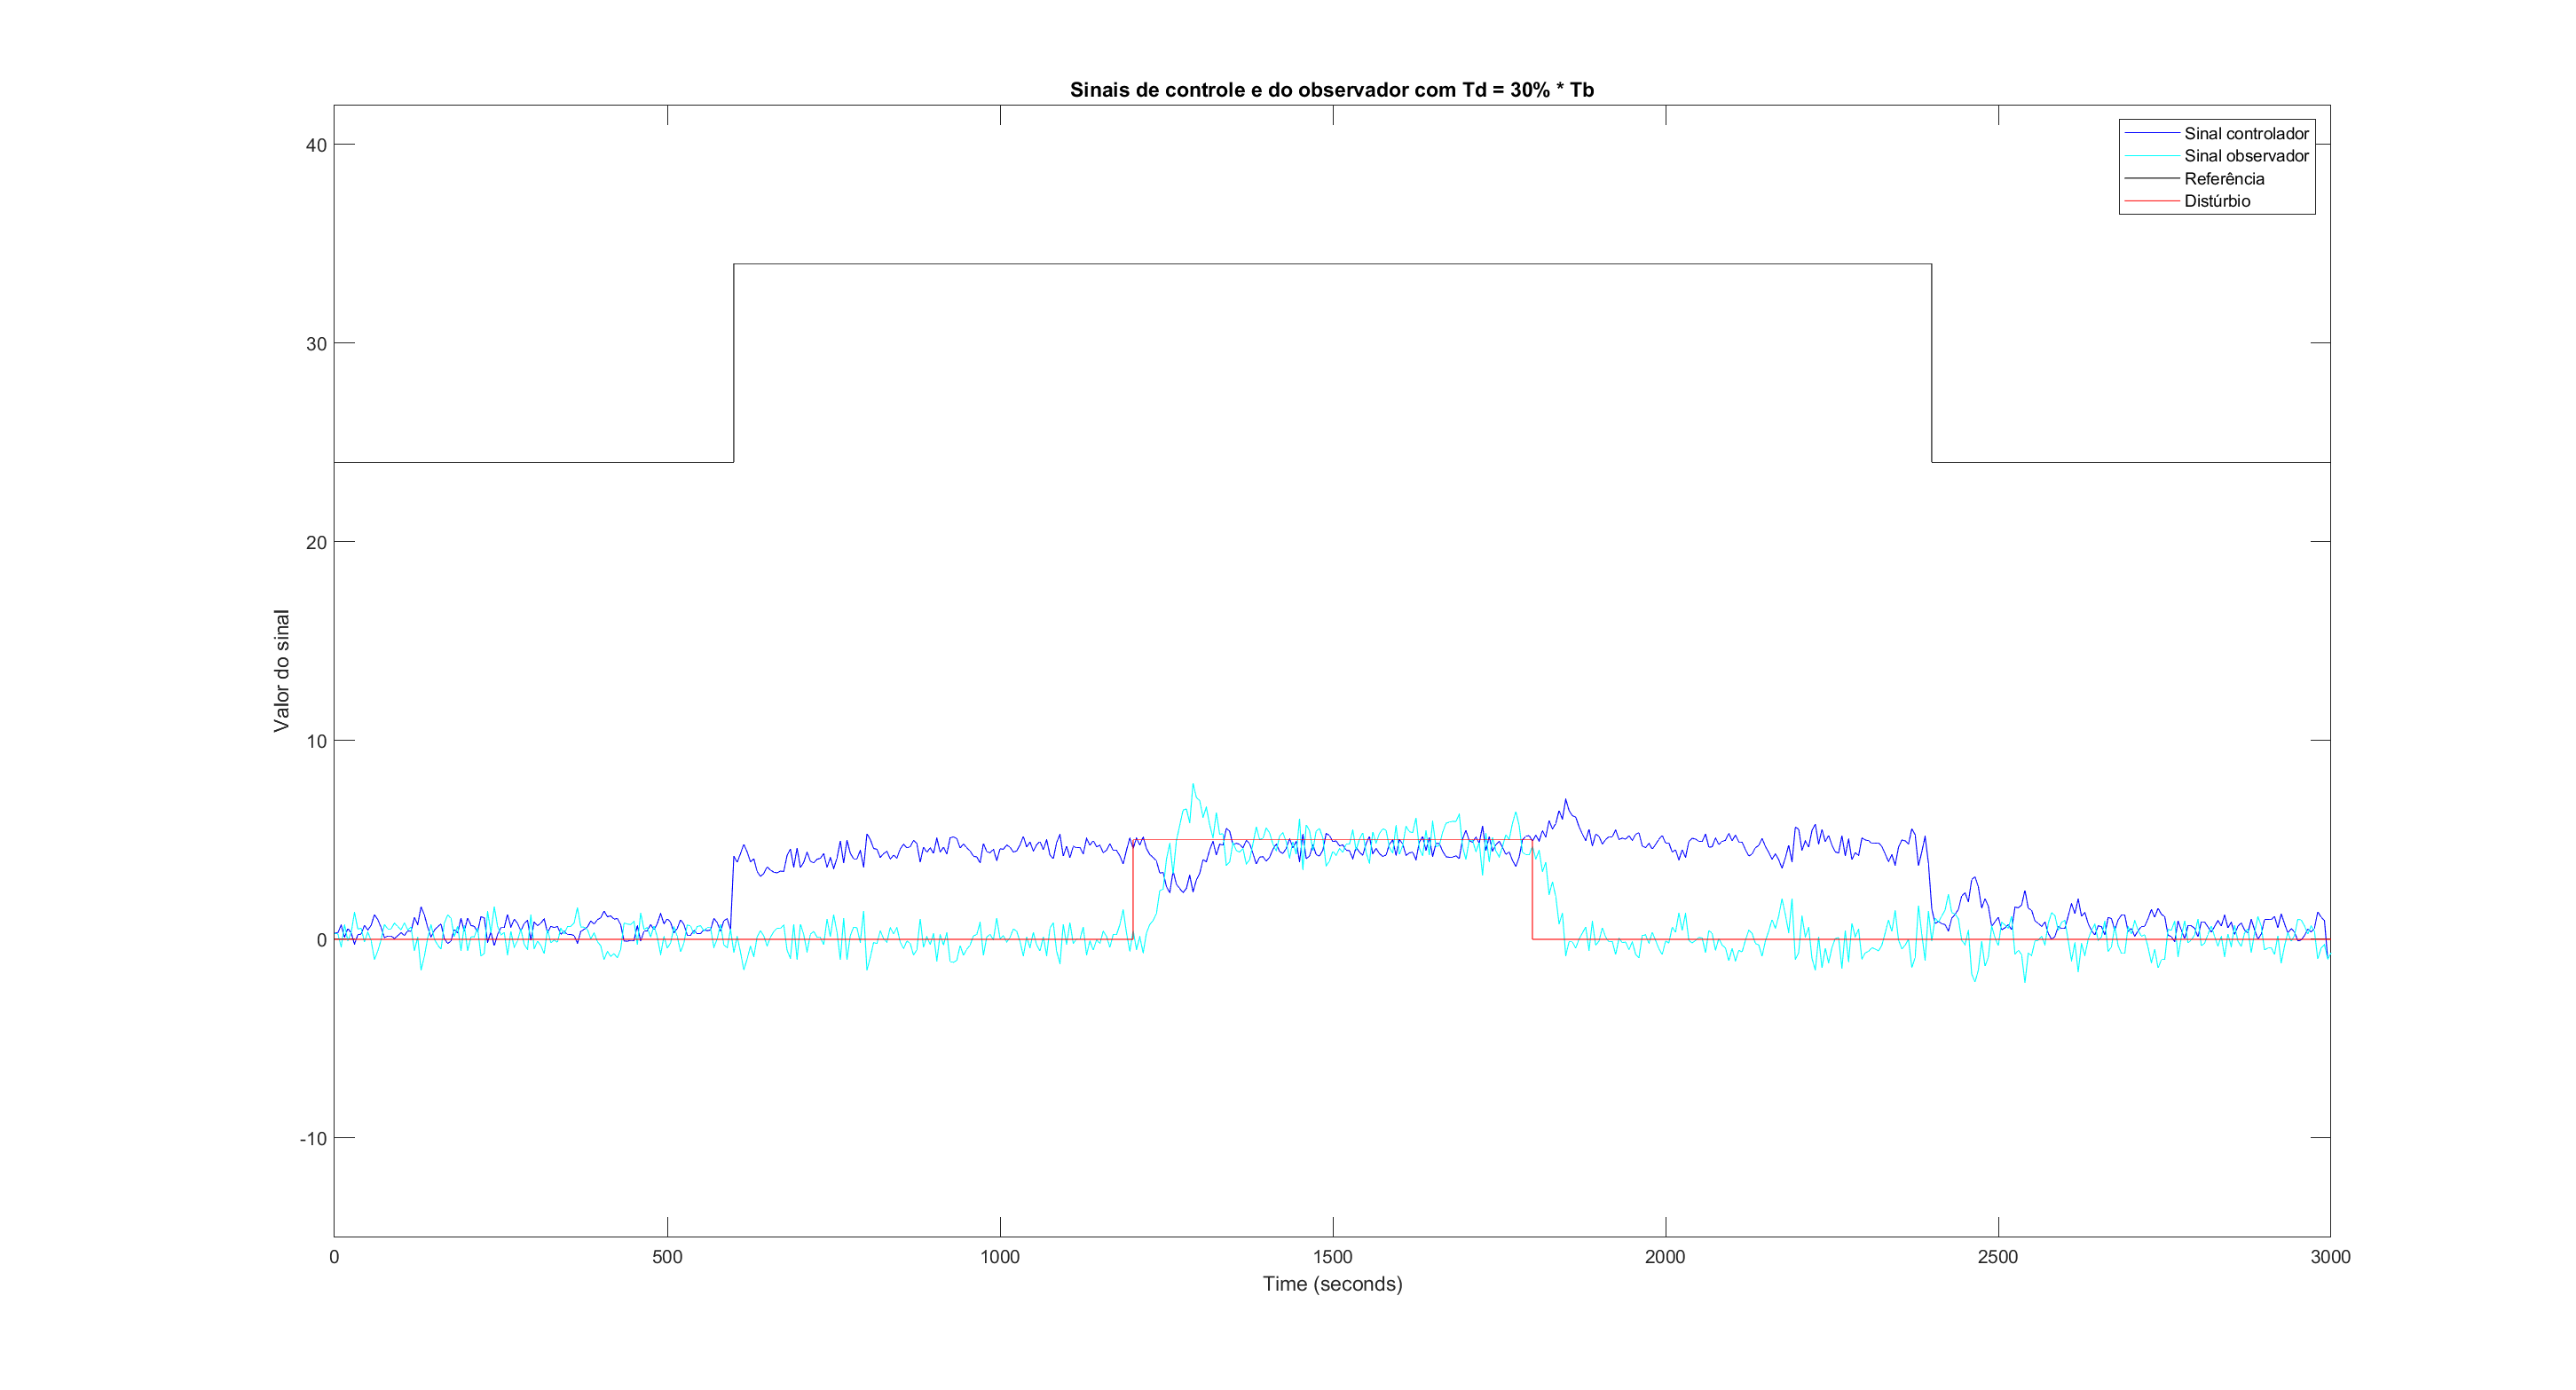 Sinais de controle e do observador com Td = 30% * Tb
Sinal controlador
Sinal observador
Referência
Distúrbio
40
30
20
10
0
-10
Valor do sinal
0 500 1000 1500 2000 2500 3000
Time (seconds)